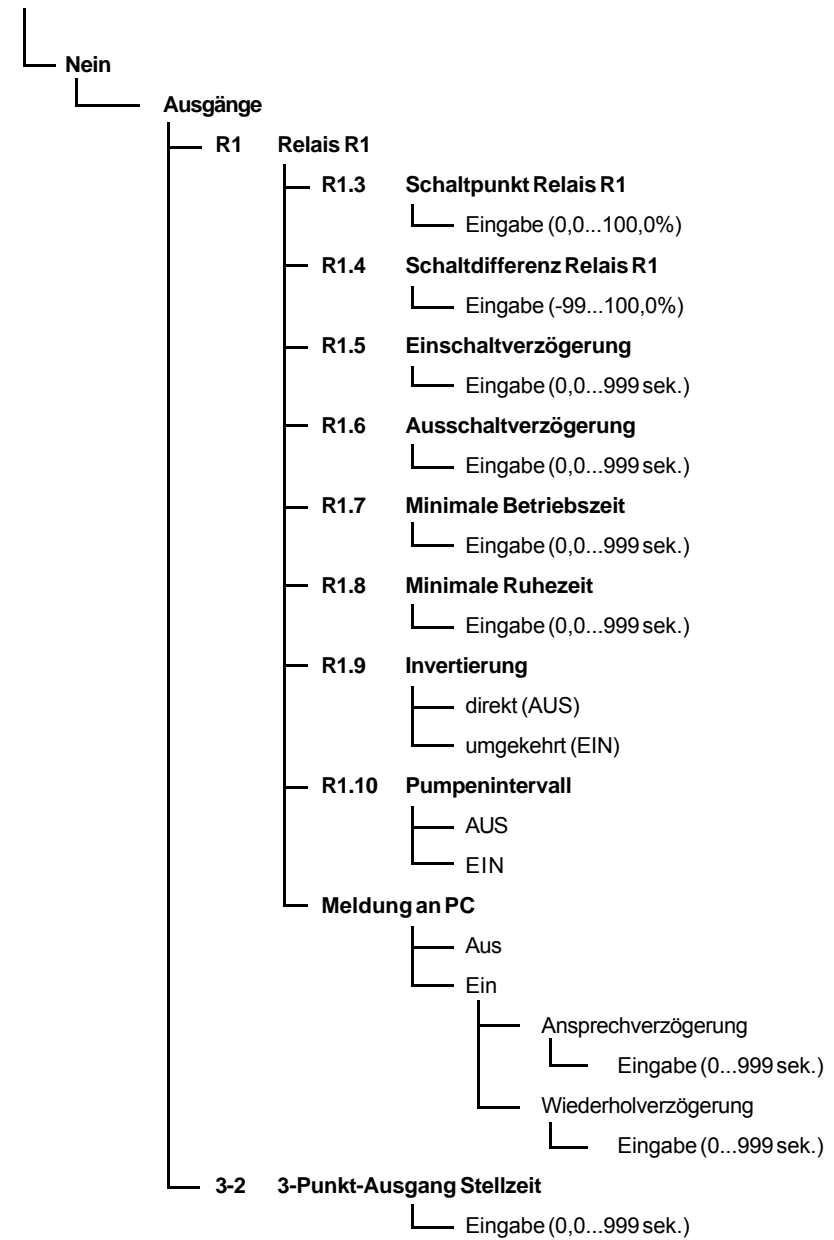 Nein
Ausgänge
R1 Relais R1
R1.3 Schaltpunkt Relais R1
Eingabe (0,0...100,0%)
R1.4 Schaltdifferenz Relais R1
Eingabe (-99...100,0%)
R1.5 Einschaltverzögerung
Eingabe (0,0...999 sek.)
R1.6 Ausschaltverzögerung
Eingabe (0,0...999 sek.)
R1.7 Minimale Betriebszeit
Eingabe (0,0...999 sek.)
R1.8 Minimale Ruhezeit
Eingabe (0,0...999 sek.)
R1.9 Invertierung
direkt (AUS)
umgekehrt (EIN)
R1.10 Pumpenintervall
AUS
EIN
Meldung an PC
Aus
Ein
Ansprechverzögerung
Eingabe (0...999 sek.)
Wiederholverzögerung
Eingabe (0...999 sek.)
3-2 3-Punkt-Ausgang Stellzeit
Eingabe (0,0...999 sek.)